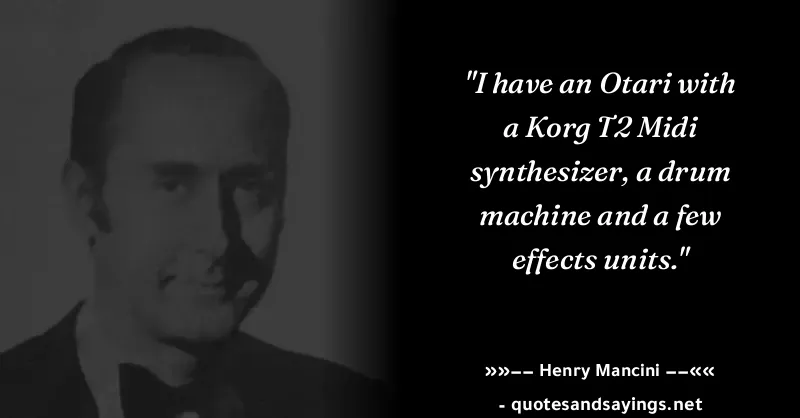 "I have an Otari with
a Korg T2 Midi
synthesizer, a drum
machine and a few
effects units."
»»-- Henry Mancini --««
- quotesandsayings.net